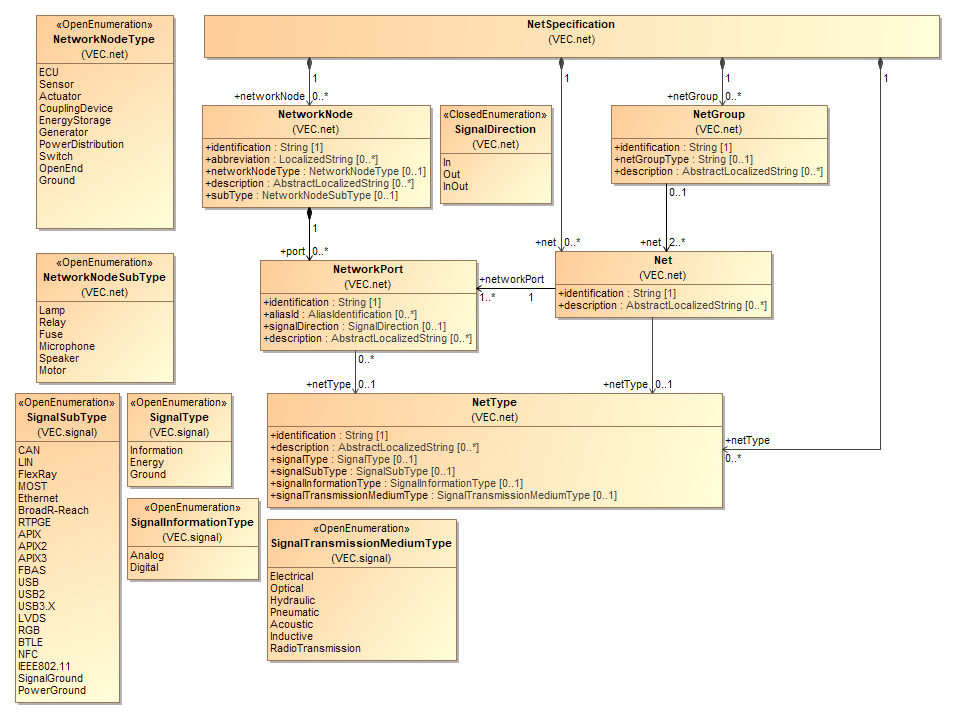 «OpenEnumeration»
NetworkNodeType
(VEC.net)
ECU
Sensor
Actuator
CouplingDevice
EnergyStorage
Generator
PowerDistribution
Switch
OpenEnd
Ground
NetSpecification
(VEC.net)
1
+networkNode
0..*
1
1
+netGroup
0..*
1
NetworkNode
(VEC.net)
+identification : String [1]
+abbreviation : LocalizedString [0..*]
+networkNodeType : NetworkNodeType [0..1]
+description : AbstractLocalizedString [0..*]
+subType : NetworkNodeSubType [0..1]
«ClosedEnumeration»
SignalDirection
(VEC.net)
In
Out
InOut
NetGroup
(VEC.net)
+identification : String [1]
+netGroupType : String [0..1]
+description : AbstractLocalizedString [0..*]
0..1
1
+port
0..*
+net
0..*
+net
2..*
«OpenEnumeration»
NetworkNodeSubType
(VEC.net)
Lamp
Relay
Fuse
Microphone
Speaker
Motor
NetworkPort
(VEC.net)
+identification : String [1]
+aliasId : AliasIdentification [0..*]
+signalDirection : SignalDirection [0..1]
+description : AbstractLocalizedString [0..*]
+networkPort
1..*
1
Net
(VEC.net)
+identification : String [1]
+description : AbstractLocalizedString [0..*]
0..*
+netType
0..1
+netType
0..1
«OpenEnumeration»
SignalSubType
(VEC.signal)
CAN
LIN
FlexRay
MOST
Ethernet
BroadR-Reach
RTPGE
APIX
APIX2
APIX3
FBAS
USB
USB2
USB3.X
LVDS
RGB
BTLE
NFC
IEEE802.11
SignalGround
PowerGround
«OpenEnumeration»
SignalType
(VEC.signal)
Information
Energy
Ground
NetType
(VEC.net)
+identification : String [1]
+description : AbstractLocalizedString [0..*]
+signalType : SignalType [0..1]
+signalSubType : SignalSubType [0..1]
+signalInformationType : SignalInformationType [0..1]
+signalTransmissionMediumType : SignalTransmissionMediumType [0..1]
+netType
0..*
«OpenEnumeration»
SignalInformationType
(VEC.signal)
Analog
Digital
«OpenEnumeration»
SignalTransmissionMediumType
(VEC.signal)
Electrical
Optical
Hydraulic
Pneumatic
Acoustic
Inductive
RadioTransmission